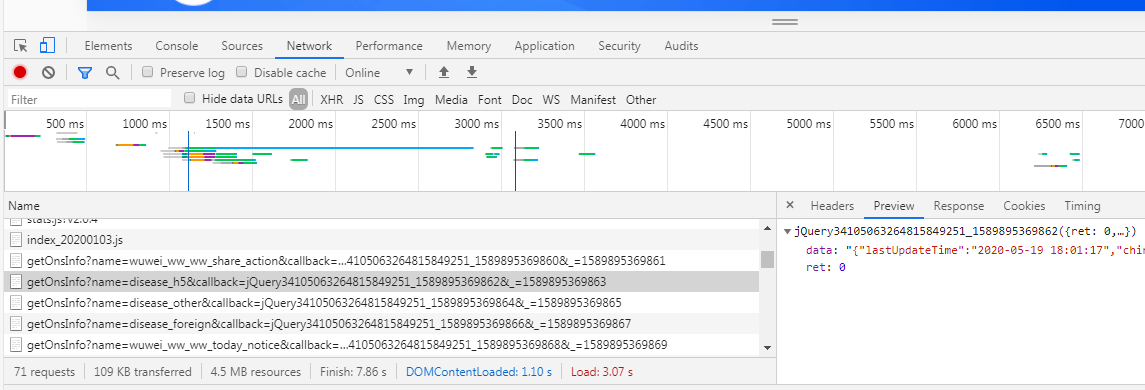 Elements Console Sources Network Performance Memory Application Security Audits
Preserve log Disable cache Online
Filter Hide data URLs All XHR JS CSS Img Media Font Doc WS Manifest Other
500 ms 1000 ms 1500 ms 2000 ms 2500 ms 3000 ms 3500 ms 4000 ms 4500 ms 5000 ms 5500 ms 6000 ms 6500 ms 7000
Name
× Headers Preview Response Cookies Timing
stats.js?v2.0.4
index_20200103.js
getOnsInfo?name=wuwei_ww_ww_share_action&callback=…4105063264815849251_1589895369860&_=1589895369861
getOnsInfo?name=disease_h5&callback=jQuery34105063264815849251_1589895369862&_=1589895369863
getOnsInfo?name=disease_other&callback=jQuery34105063264815849251_1589895369864&_=1589895369865
getOnsInfo?name=disease_foreign&callback=jQuery34105063264815849251_1589895369866&_=1589895369867
getOnsInfo?name=wuwei_ww_ww_today_notice&callback=…4105063264815849251_1589895369868&_=1589895369869
jQuery34105063264815849251_1589895369862({ret: 0,…})
data: "{"lastUpdateTime":"2020-05-19 18:01:17","chin
ret: 0
71 requests 109 KB transferred 4.5 MB resources Finish: 7.86 s DOMContentLoaded: 1.10 s Load: 3.07 s